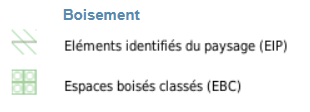 Boisement
Eléments identifiés du paysage (EIP)
Espaces boisés classés (EBC)